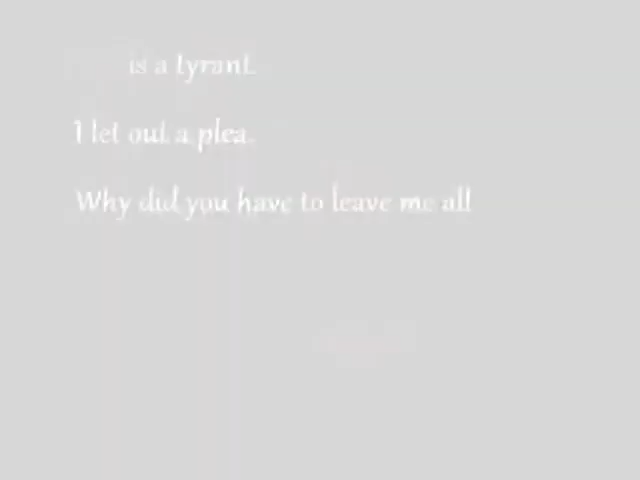 is a tyrant.
I let out a plea.
Why did you have to leave me all